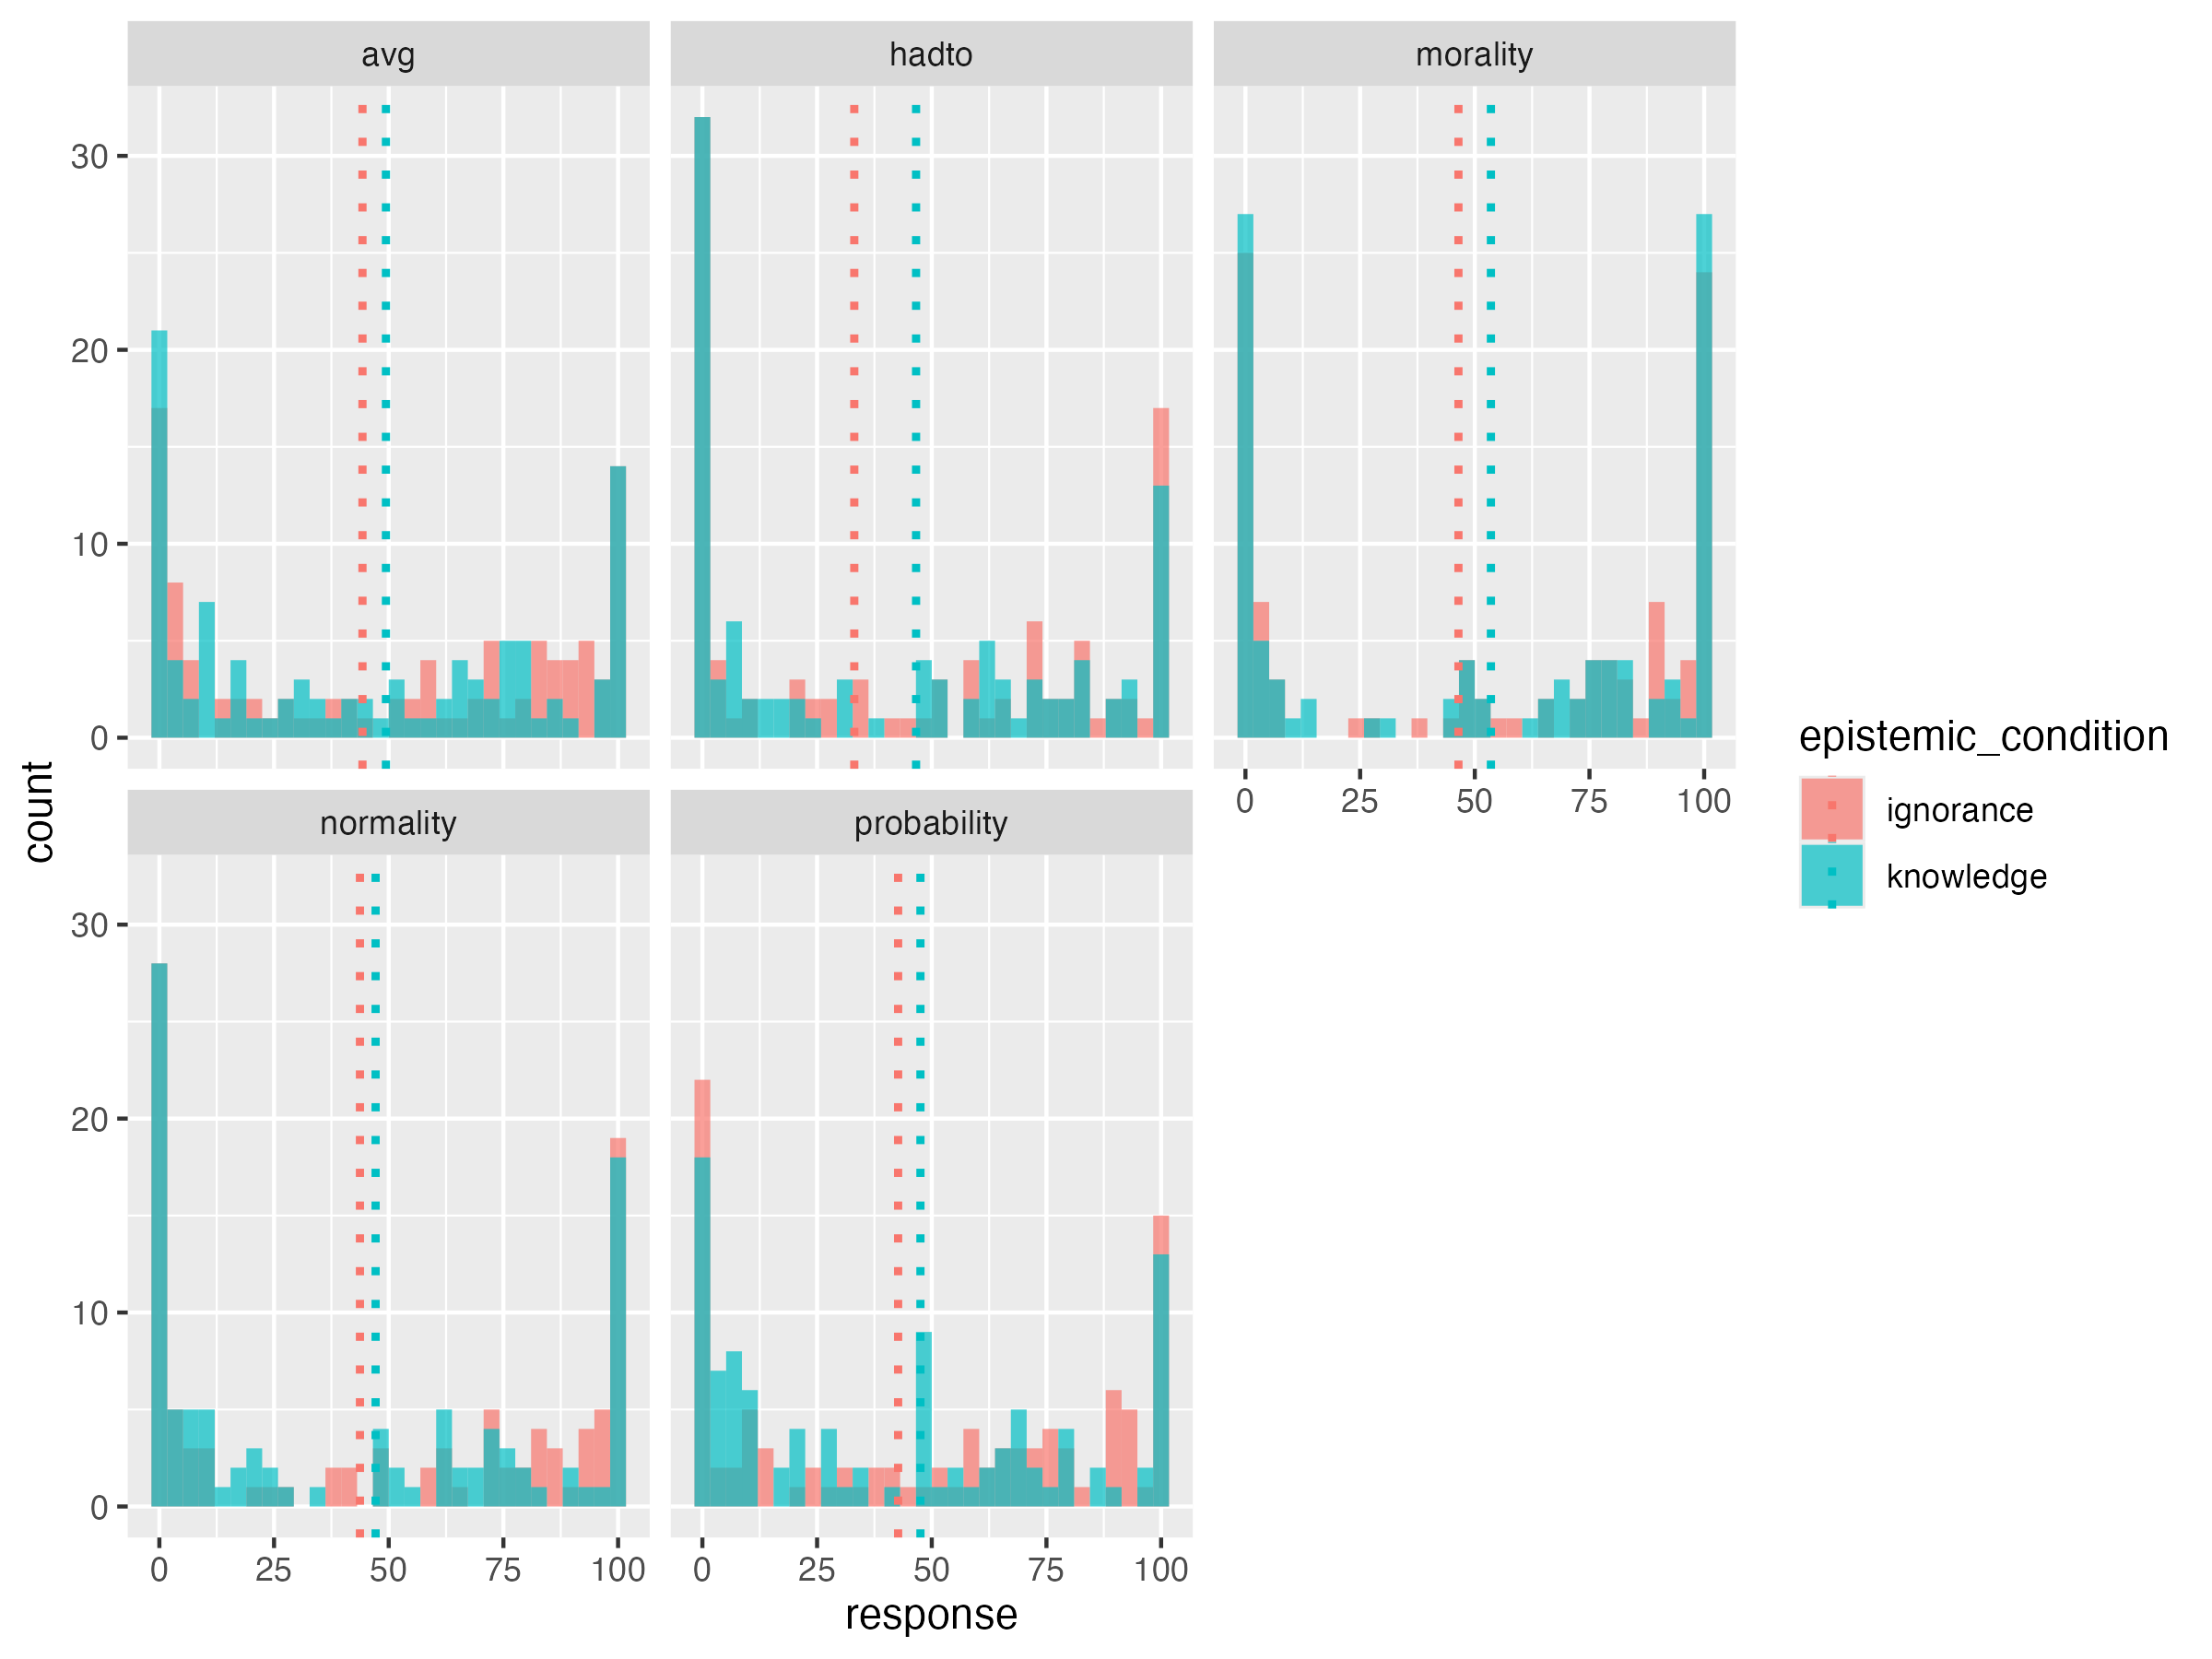 avg
hadto
morality
30
20
10
0
0 25 50 75 100
count
epistemic_condition
ignorance
knowledge
normality
probability
30
20
10
0
0 25 50 75 100
0 25 50 75 100
response